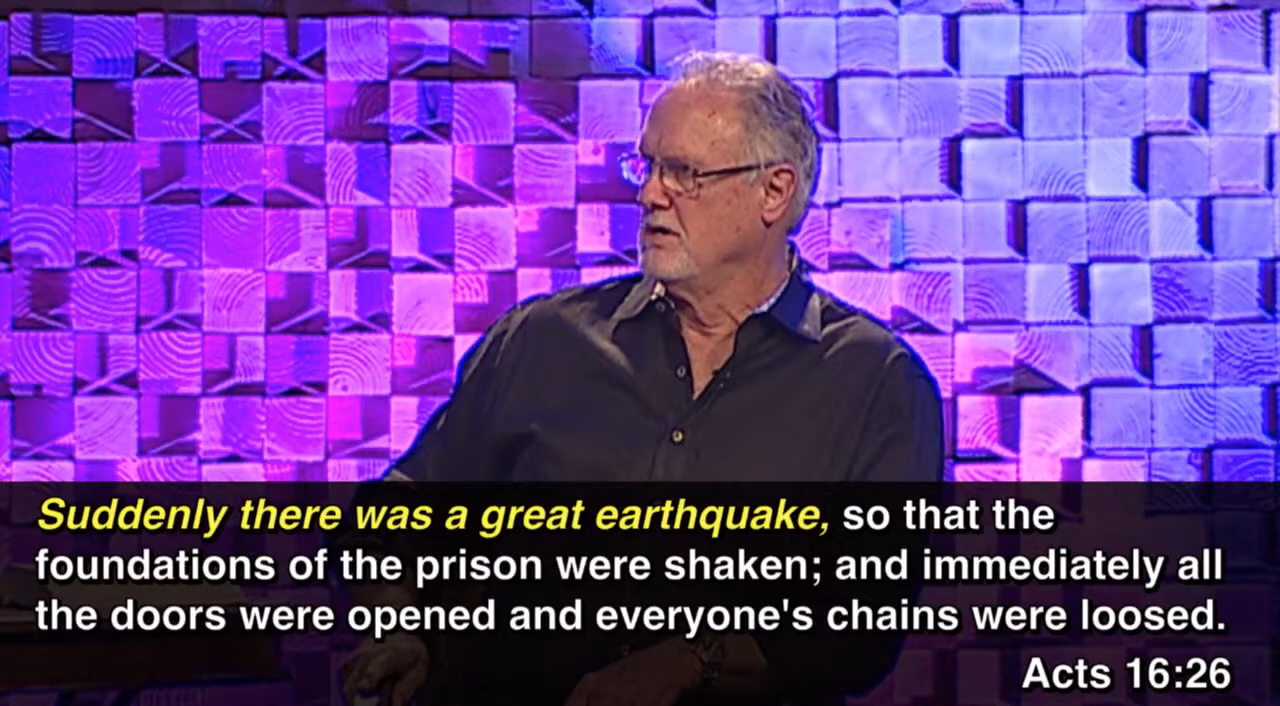 Suddenly there was a great earthquake, so that the
foundations of the prison were shaken; and immediately all
the doors were opened and everyone's chains were loosed.
Acts 16:26